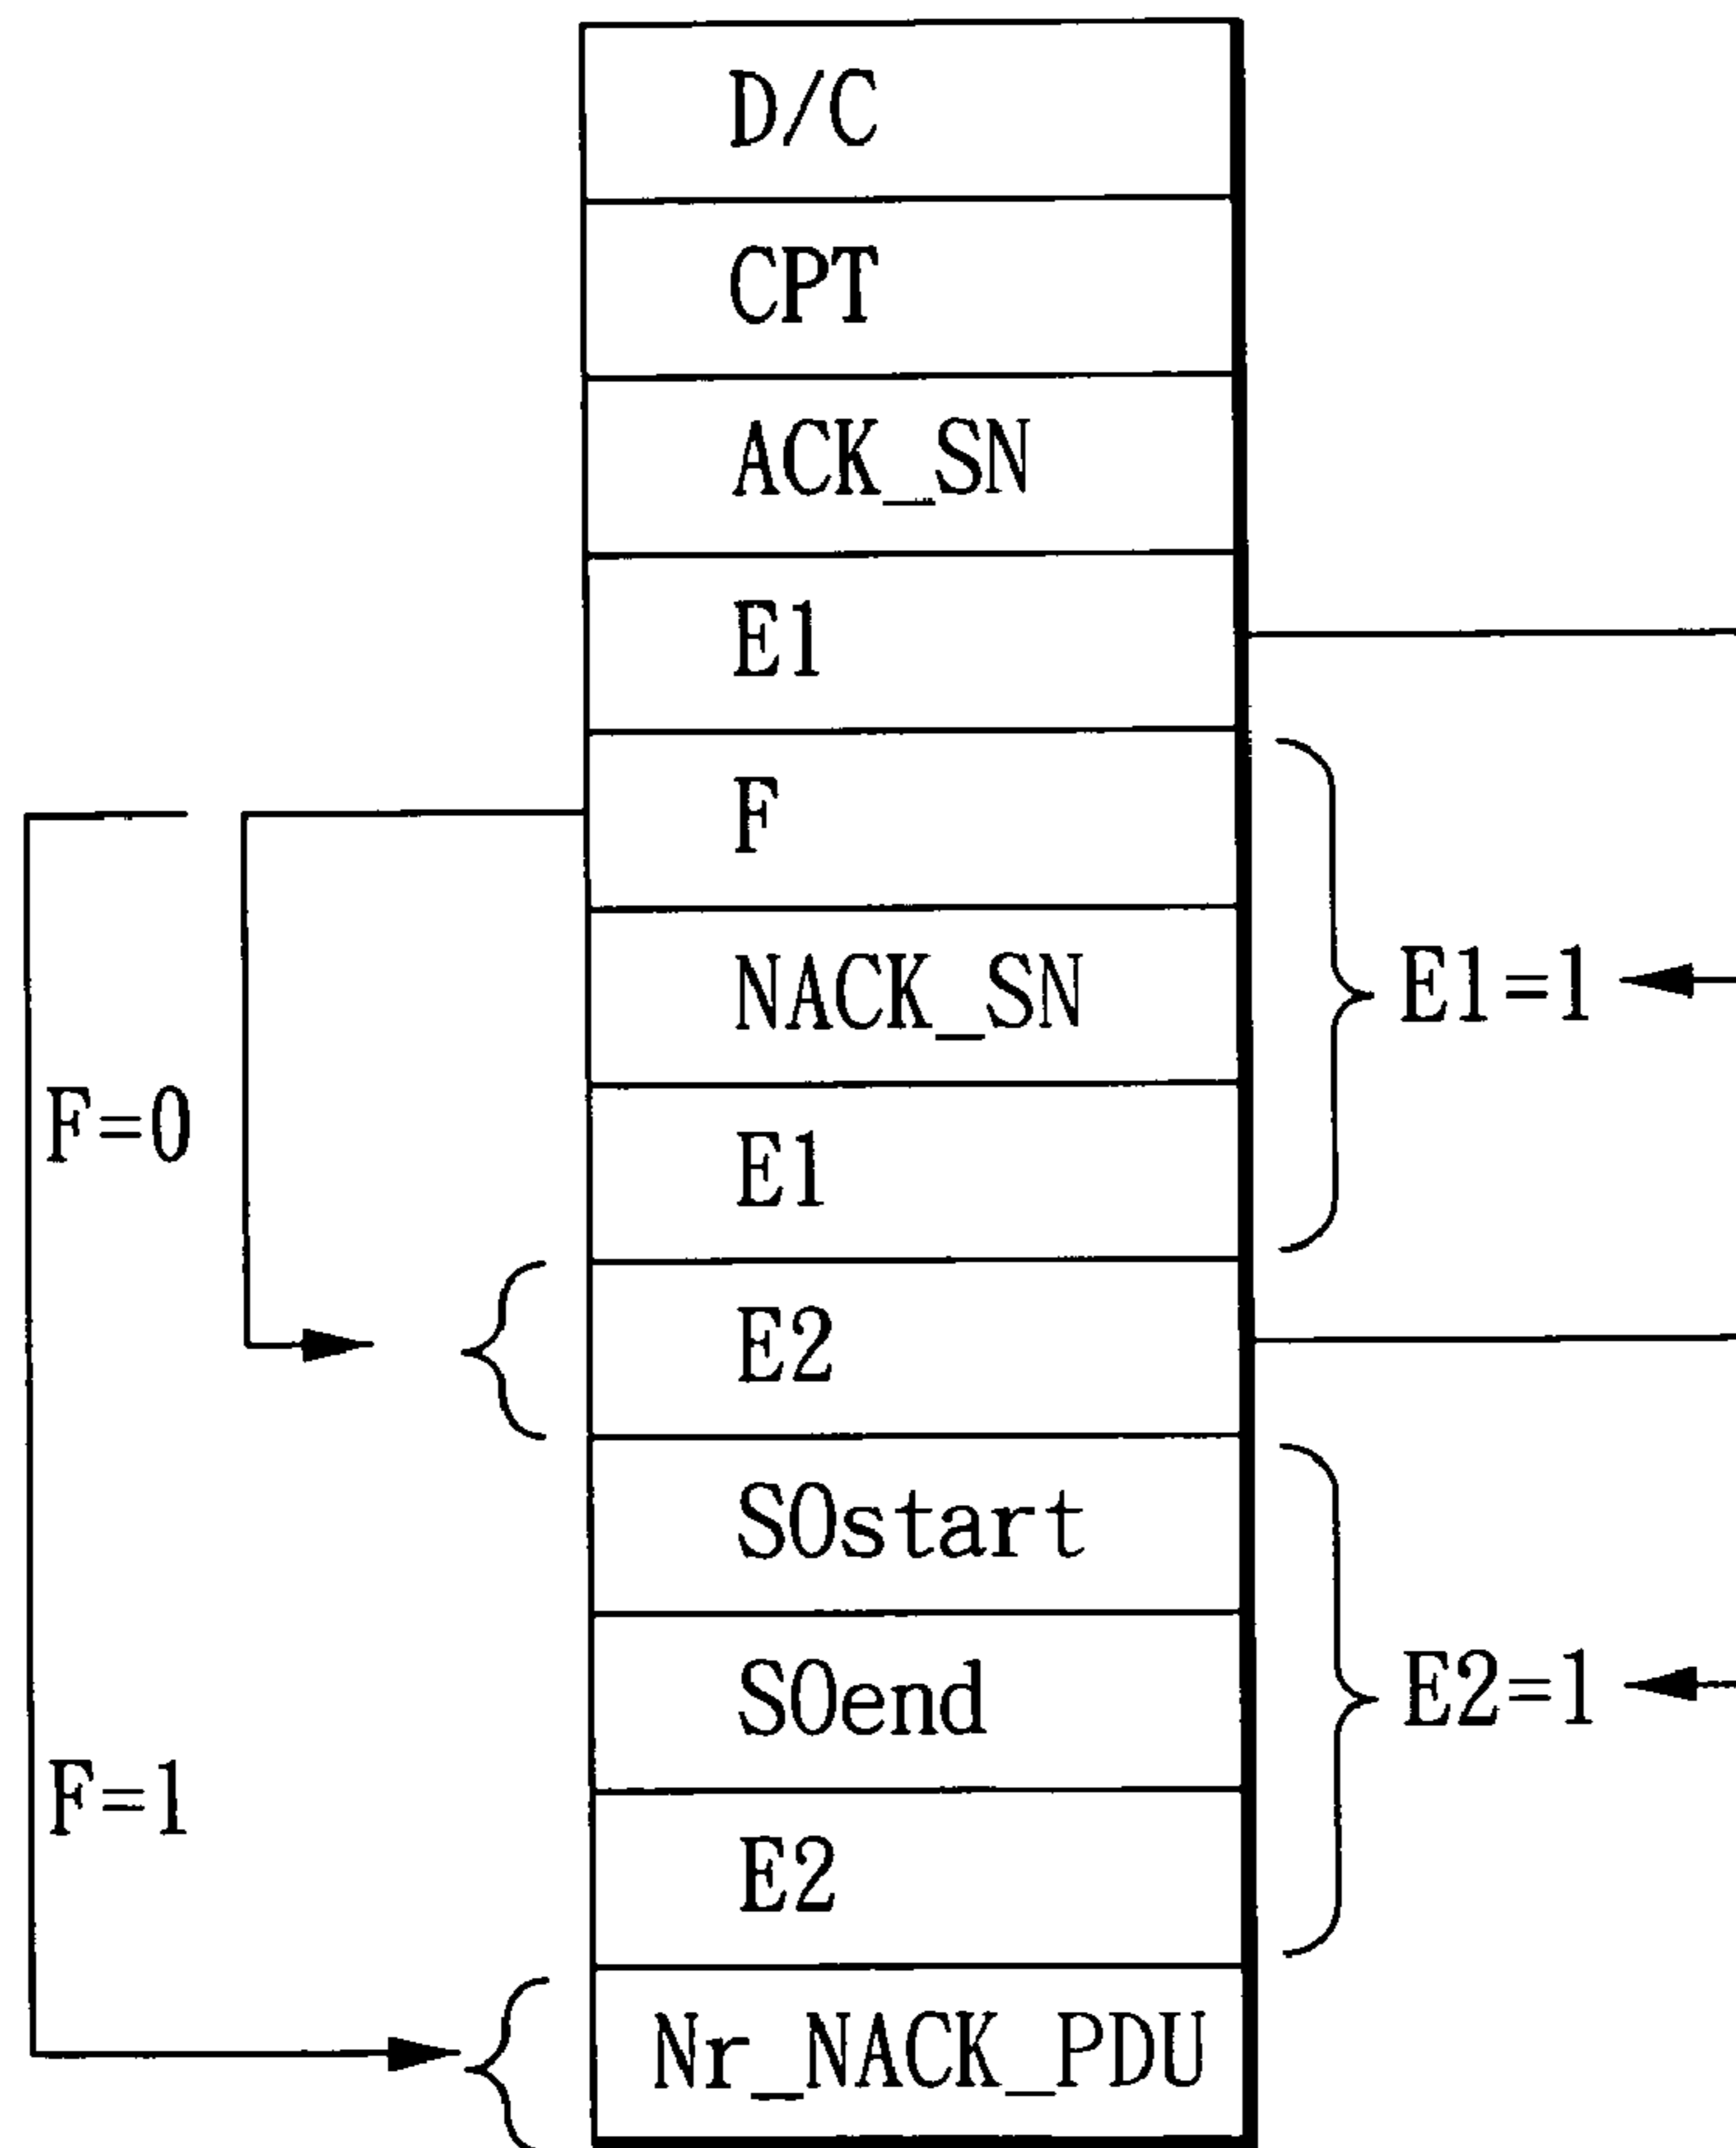 D/C
CPT
ACK_SN
E1
F
NACK_SN
E1=1
F=0
E1
E2
SOstart
SOend
E2=1
F=1
E2
Nr_NACK_PDU